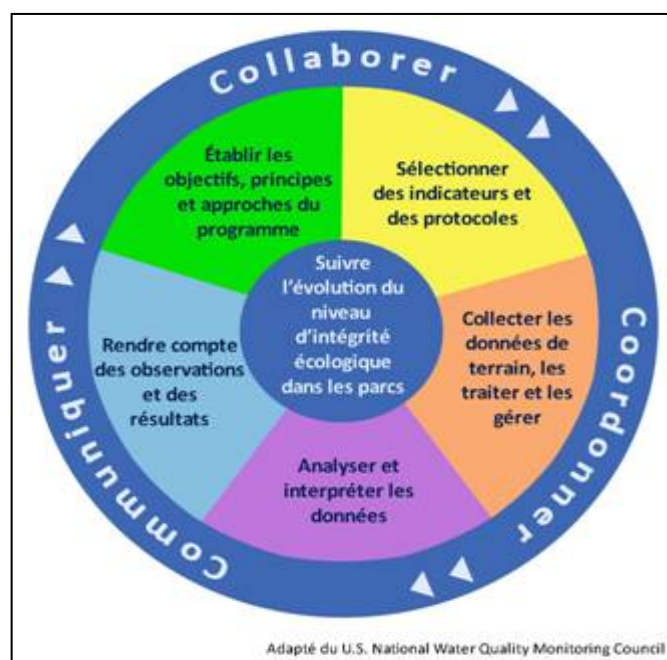 Collaborer
Établir les
objectifs, principes
et approches du
programme
Sélectionner
des indicateurs et
des protocoles
Suivre
l'évolution du
niveau
d'intégrité
écologique
dans les parcs
Collecter les
données de
terrain, les
traiter et les
gérer
Coordonner
Analyser et
interpréter les
données
Rendre compte
des observations
et des
résultats
Communiquer
Adapté du U.S. National Water Quality Monitoring Council